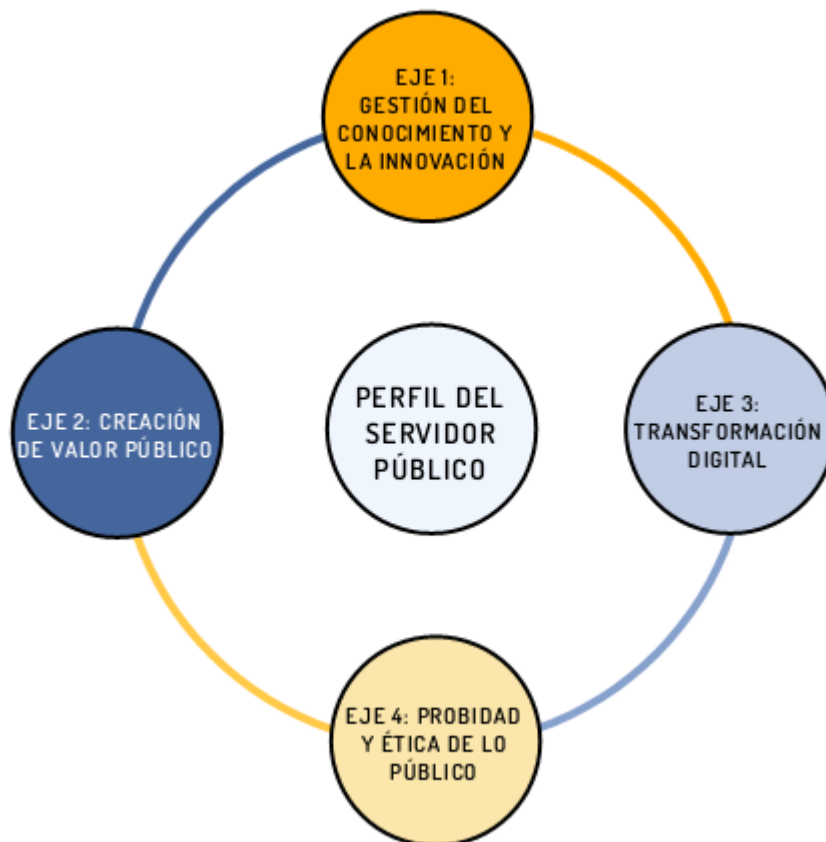 EJE 1:
GESTIÓN DEL
CONOCIMIENTO Y
LA INNOVACIÓN
EJE 2: CREACIÓN
DE VALOR PÚBLICO
PERFIL DEL
SERVIDOR
PÚBLICO
EJE 3:
TRANSFORMACIÓN
DIGITAL
EJE 4: PROBIDAD
Y ÉTICA DE LO
PÚBLICO